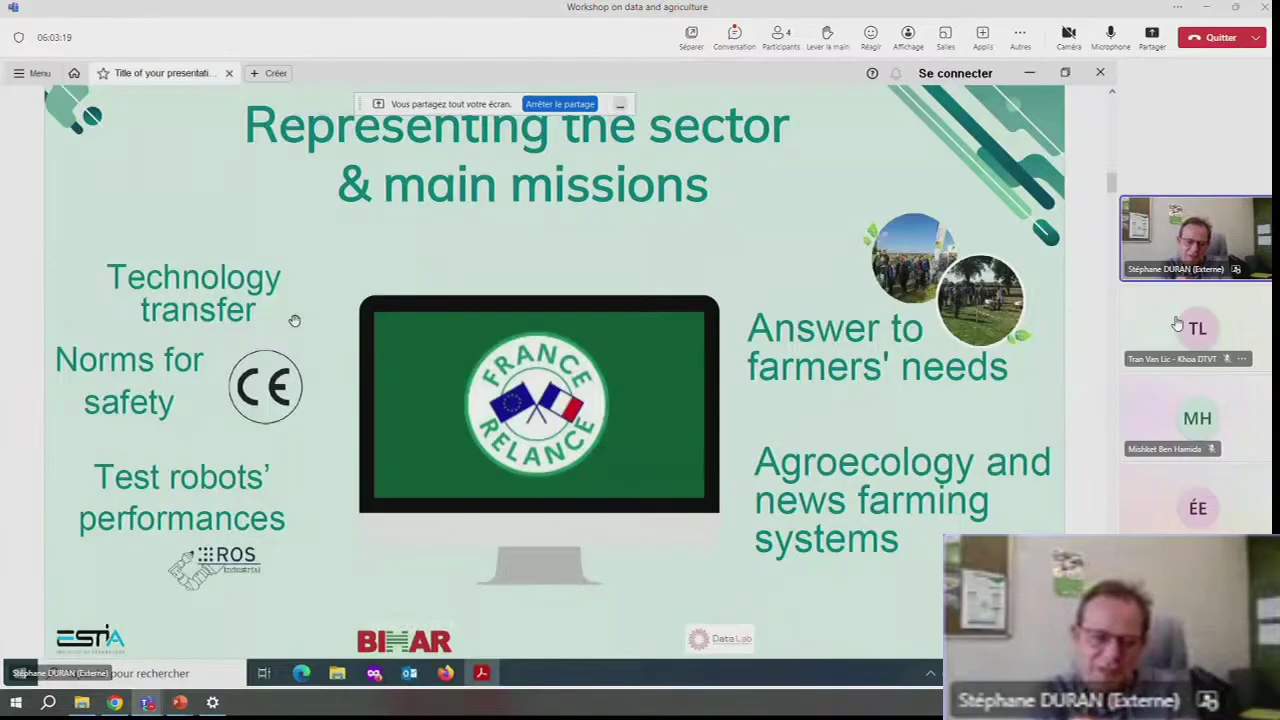 Workshop on data and agriculture
06:03:19
Séparer
Conversation
4
Participants
Lever la main
Réagir
Affichage
Salles
Applis
Autres
Caméra
Microphone
Partager
Quitter
Menu
Title of your presentati...
Créer
Se connecter
Vous partagez tout votre écran.
Arrêter le partage
Representing the sector
& main missions
Technology
transfer
Norms for
safety
CE
Test robots'
performances
ROS
Industrial
FRANCE
RELANCE
Answer to
farmers' needs
Agroecology and
news farming
systems
ESTIA
BIHAR
DataLab
Stéphane DURAN (Externe)
TL
Tran Van Lic - Khoa DTVT
MH
Mishket Ben Hamida
ÉE
Stéphane DURAN (Externe)
pour rechercher
Stéphane DURAN (Externe)